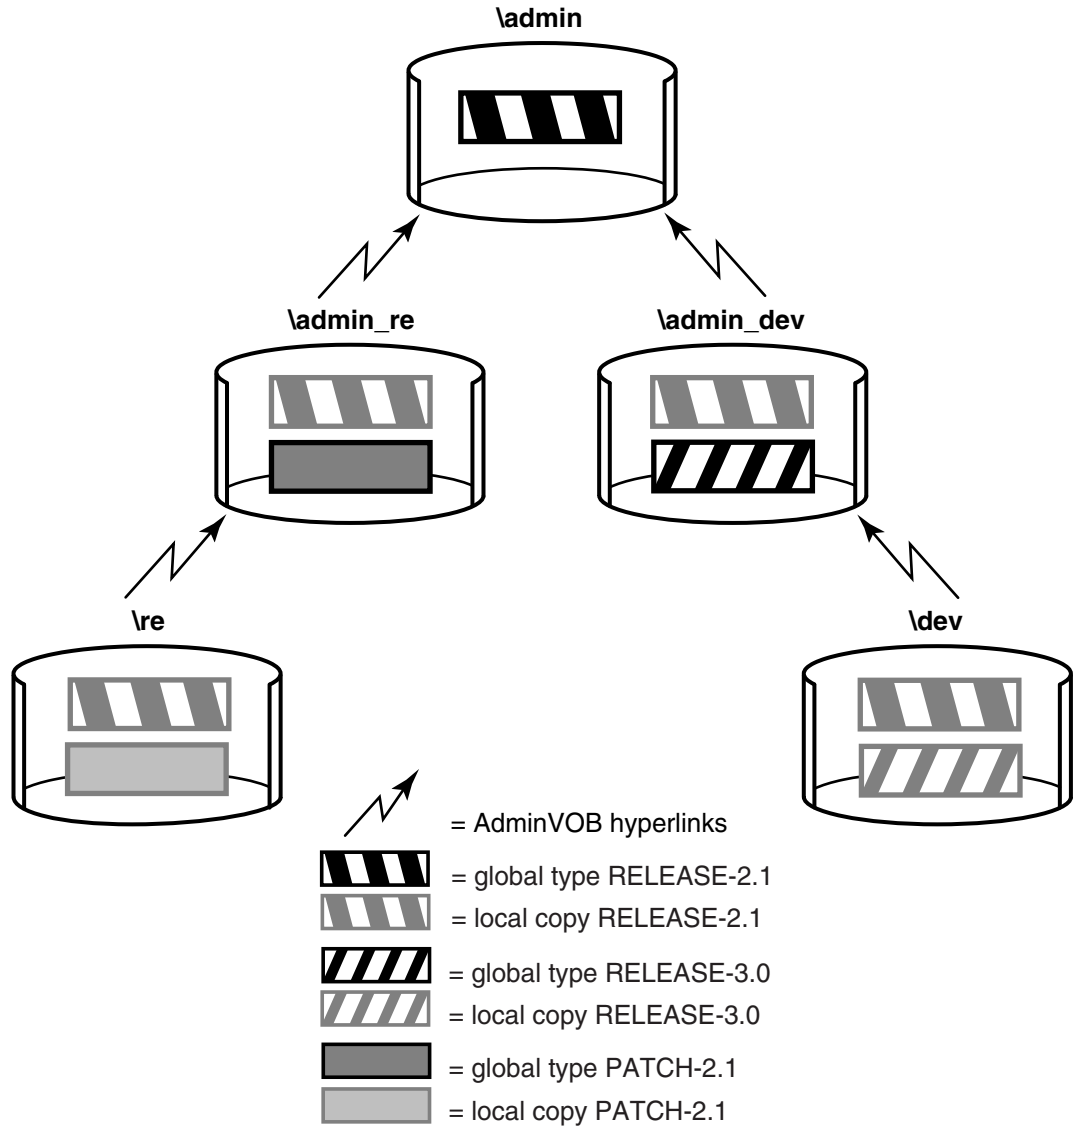 \admin
\admin_re
\admin_dev
\re
\dev
= AdminVOB hyperlinks
= global type RELEASE-2.1
= local copy RELEASE-2.1
= global type RELEASE-3.0
= local copy RELEASE-3.0
= global type PATCH-2.1
= local copy PATCH-2.1